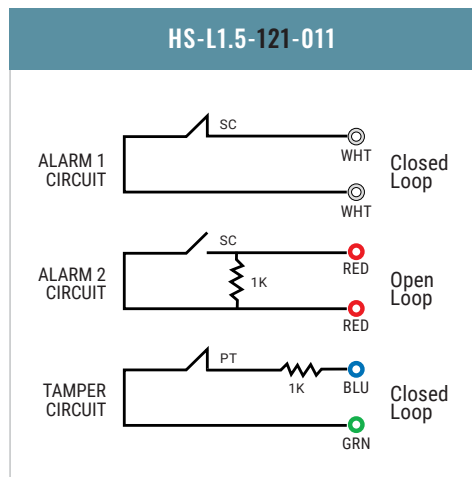 HS-L1.5-121-011
SC
ALARM 1
CIRCUIT
WHT
Closed
Loop
WHT
SC
ALARM 2
CIRCUIT
1K
RED
Open
Loop
RED
PT
TAMPER
CIRCUIT
1K
BLU
Closed
Loop
GRN